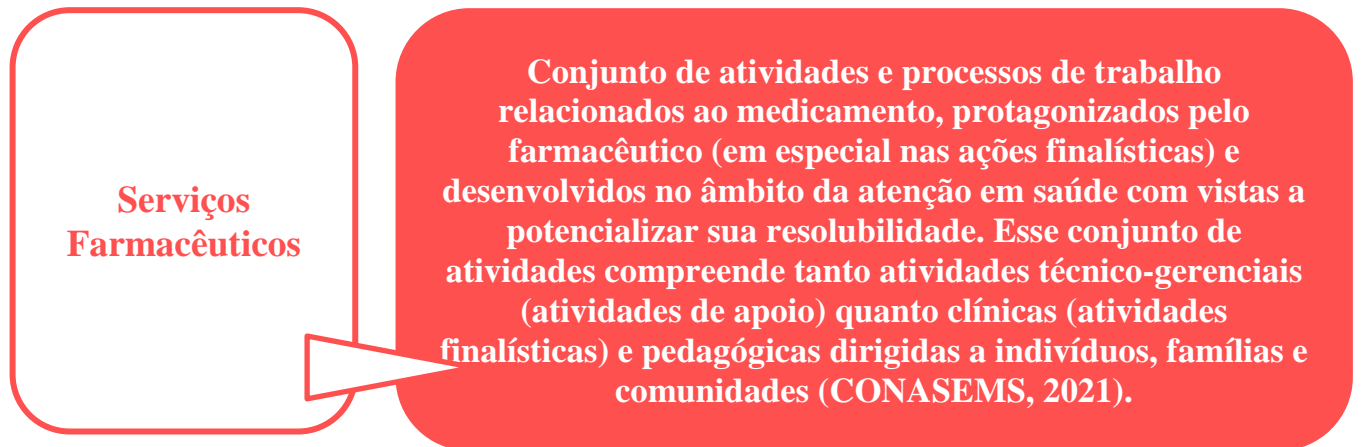 Serviços
Farmacêuticos
Conjunto de atividades e processos de trabalho
relacionados ao medicamento, protagonizados pelo
farmacêutico (em especial nas ações finalísticas) e
desenvolvidos no âmbito da atenção em saúde com vistas a
potencializar sua resolubilidade. Esse conjunto de
atividades compreende tanto atividades técnico-gerenciais
(atividades de apoio) quanto clínicas (atividades
finalísticas) e pedagógicas dirigidas a indivíduos, famílias e
comunidades (CONASEMS, 2021).